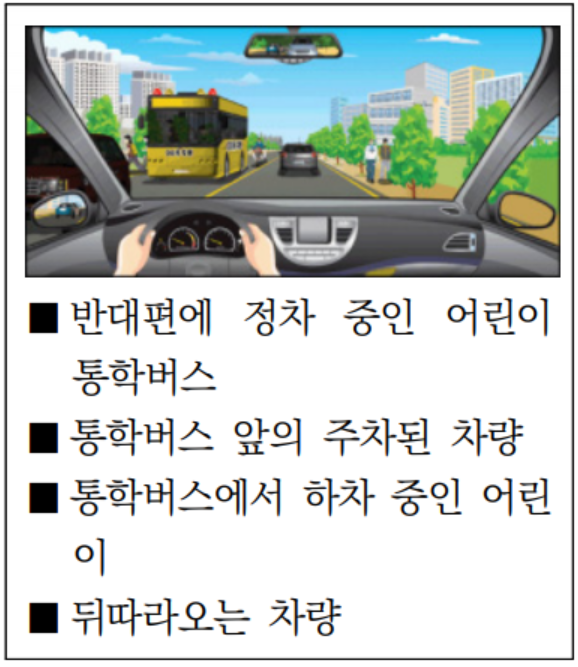 ■ 반대편에 정차 중인 어린이
통학버스
■ 통학버스 앞의 주차된 차량
■ 통학버스에서 하차 중인 어린
이
■ 뒤따라오는 차량